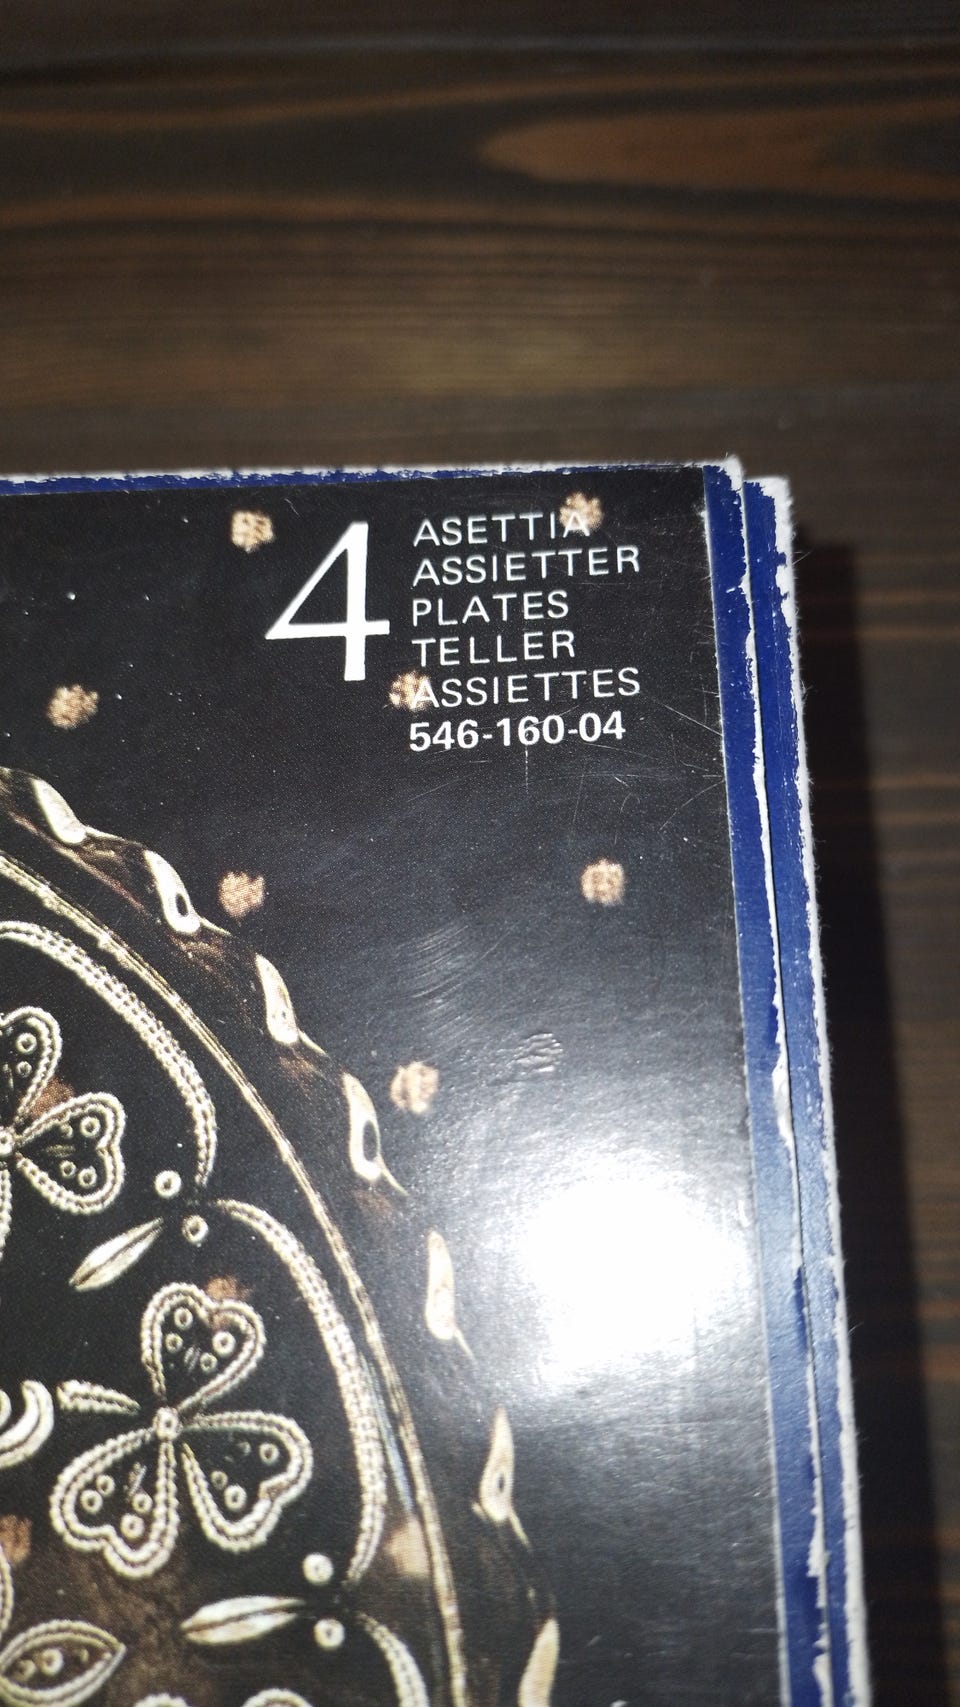 4
ASETTIA
ASSIETTER
PLATES
TELLER
ASSIETTES
546-160-04